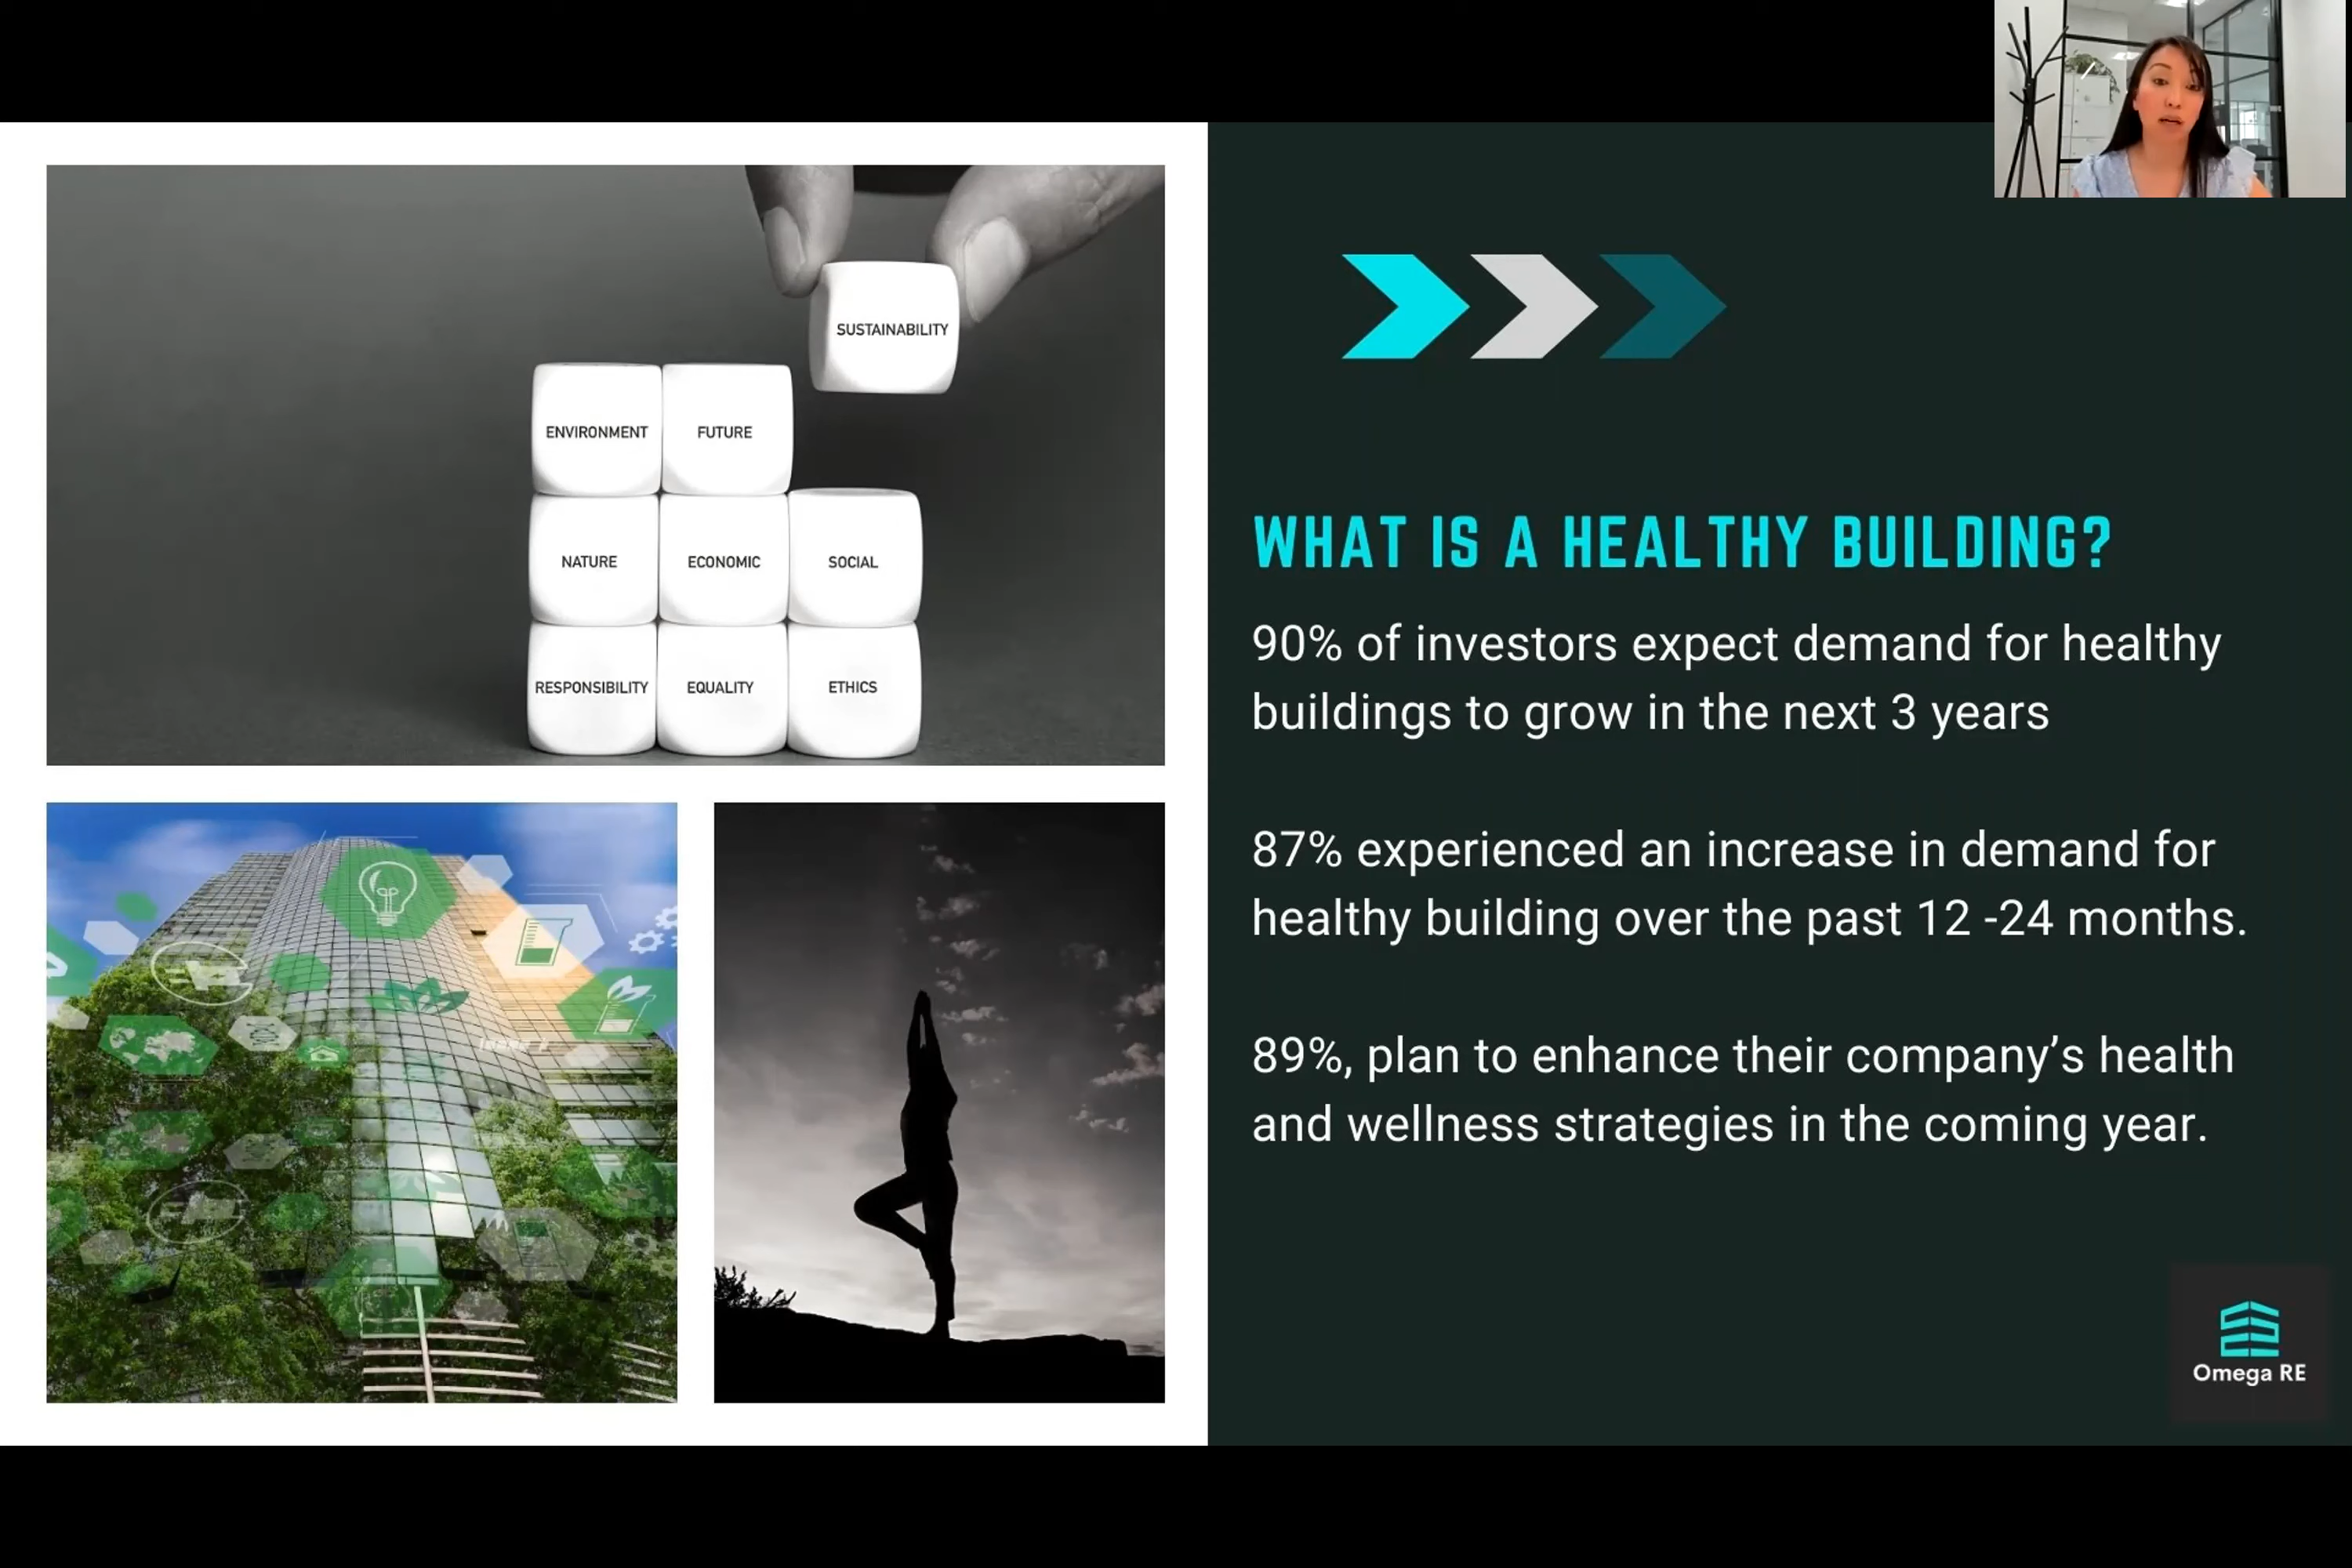 SUSTAINABILITY
ENVIRONMENT FUTURE
NATURE ECONOMIC SOCIAL
RESPONSIBILITY EQUALITY ETHICS
WHAT IS A HEALTHY BUILDING?
90% of investors expect demand for healthy
buildings to grow in the next 3 years
87% experienced an increase in demand for
healthy building over the past 12 -24 months.
89%, plan to enhance their company’s health
and wellness strategies in the coming year.
Omega RE